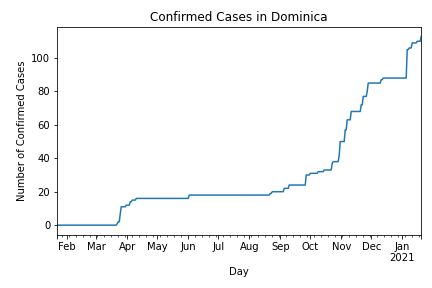 Confirmed Cases in Dominica
Number of Confirmed Cases
100
80
60
40
20
0
Feb Mar Apr May Jun Jul Aug Sep Oct Nov Dec Jan
2021
Day